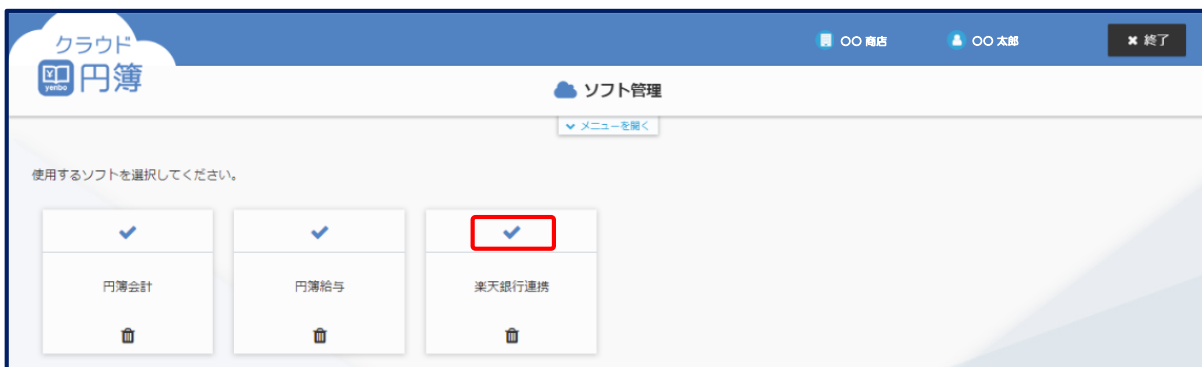 クラウド
円簿
yenbo
〇〇 商店
〇〇 太郎
✖ 終了
ソフト管理
メニューを開く
使用するソフトを選択してください。
円簿会計
円簿給与
楽天銀行連携